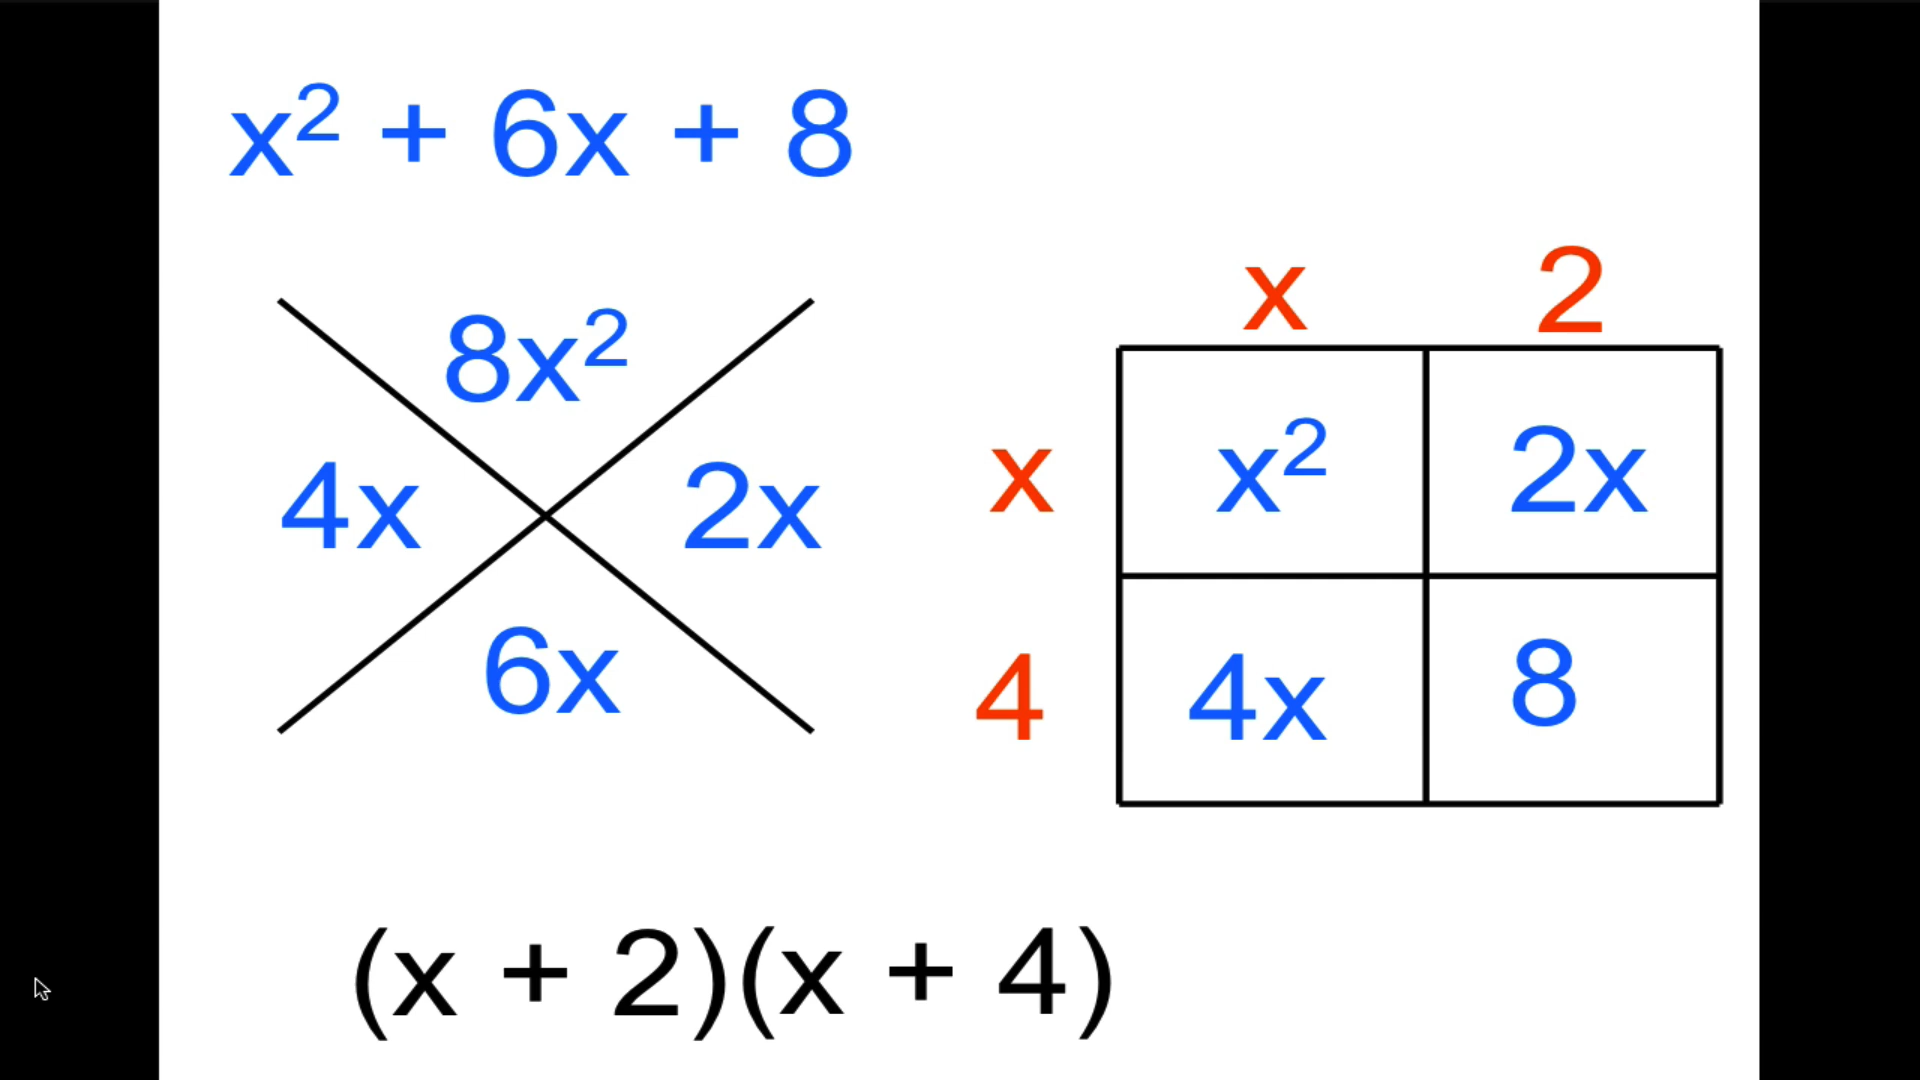 x² + 6x + 8
8x²
4x 2x
6x
x 2
x x² 2x
4 4x 8
(x + 2)(x + 4)